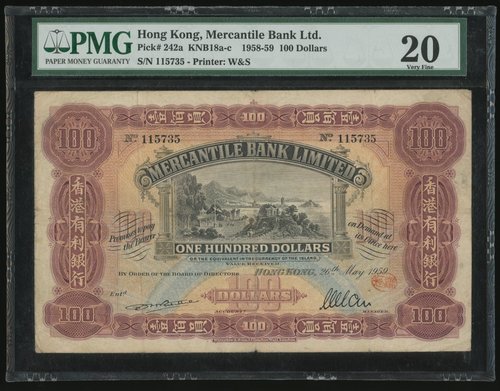 PMG
PAPER MONEY GUARANTY
Hong Kong, Mercantile Bank Ltd.
Pick# 242a KNB18a-c 1958-59 100 Dollars
S/N 115735 - Printer: W&S
20
Very Fine
100
100
100
No. 115735
No. 115735
MERCANTILE BANK LIMITED
香港有利銀行
香港有利銀行
Promises to pay
the Bearer
on Demand at
its Office here
ONE HUNDRED DOLLARS
OR THE EQUIVALENT IN THE CURRENCY OF THE ISLAND,
VALUE RECEIVED
BY ORDER OF THE BOARD OF DIRECTORS
HONG KONG, 26th May 1959
Entd.
100
DOLLARS
MANAGER.
100
100
100